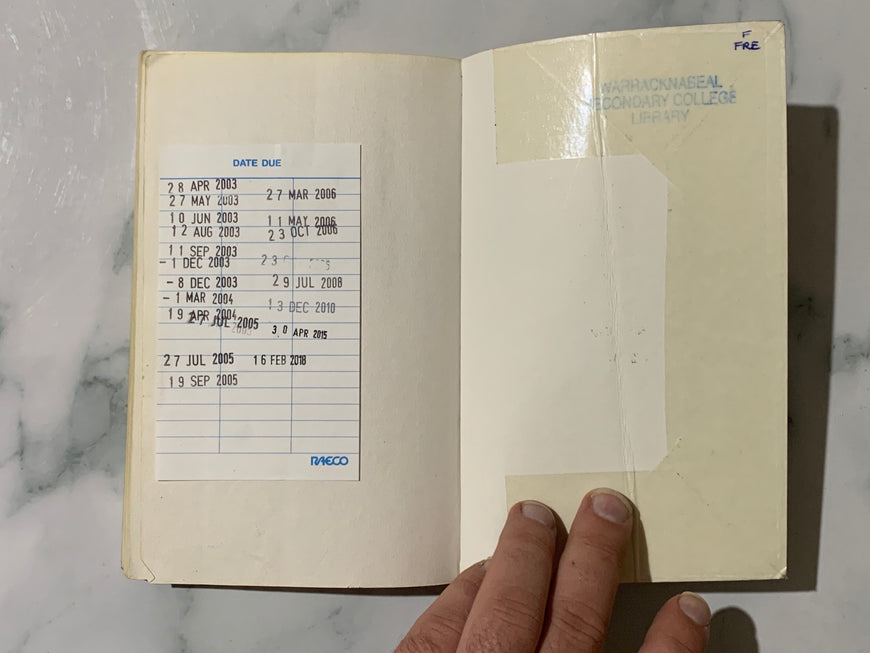 DATE DUE
28 APR 2003
27 MAY 2003
10 JUN 2003
12 AUG 2003
11 SEP 2003
- 1 DEC 2003
- 8 DEC 2003
- 1 MAR 2004
19 APR 2004
27 JUL 2005
27 JUL 2005
19 SEP 2005
27 MAR 2006
11 MAY 2006
23 OCT 2006
23
29 JUL 2008
13 DEC 2010
30 APR 2015
16 FEB 2018
RAECO
F
FRE
WARRACKNABEAL
SECONDARY COLLEGE
LIBRARY